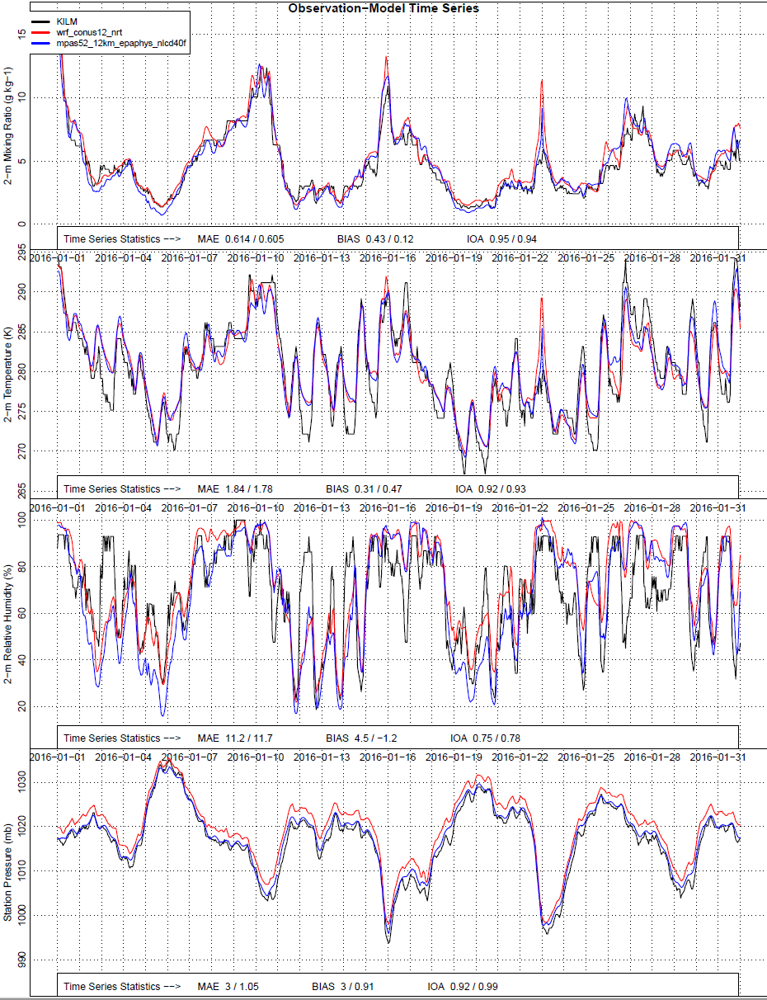 Observation−Model Time Series
KILM
wrf_conus12_nrt
mpas52_12km_epaphys_nlcd40f
2−m Mixing Ratio (g kg−1)
15
10
5
0
Time Series Statistics −−> MAE 0.614 / 0.605 BIAS 0.43 / 0.12 IOA 0.95 / 0.94
2016−01−01 2016−01−04 2016−01−07 2016−01−10 2016−01−13 2016−01−16 2016−01−19 2016−01−22 2016−01−25 2016−01−28 2016−01−31
2−m Temperature (K)
295
290
285
280
275
270
265
Time Series Statistics −−> MAE 1.84 / 1.78 BIAS 0.31 / 0.47 IOA 0.92 / 0.93
2016−01−01 2016−01−04 2016−01−07 2016−01−10 2016−01−13 2016−01−16 2016−01−19 2016−01−22 2016−01−25 2016−01−28 2016−01−31
2−m Relative Humidity (%)
100
80
60
40
20
Time Series Statistics −−> MAE 11.2 / 11.7 BIAS 4.5 / −1.2 IOA 0.75 / 0.78
2016−01−01 2016−01−04 2016−01−07 2016−01−10 2016−01−13 2016−01−16 2016−01−19 2016−01−22 2016−01−25 2016−01−28 2016−01−31
Station Pressure (mb)
1030
1020
1010
1000
990
Time Series Statistics −−> MAE 3 / 1.05 BIAS 3 / 0.91 IOA 0.92 / 0.99